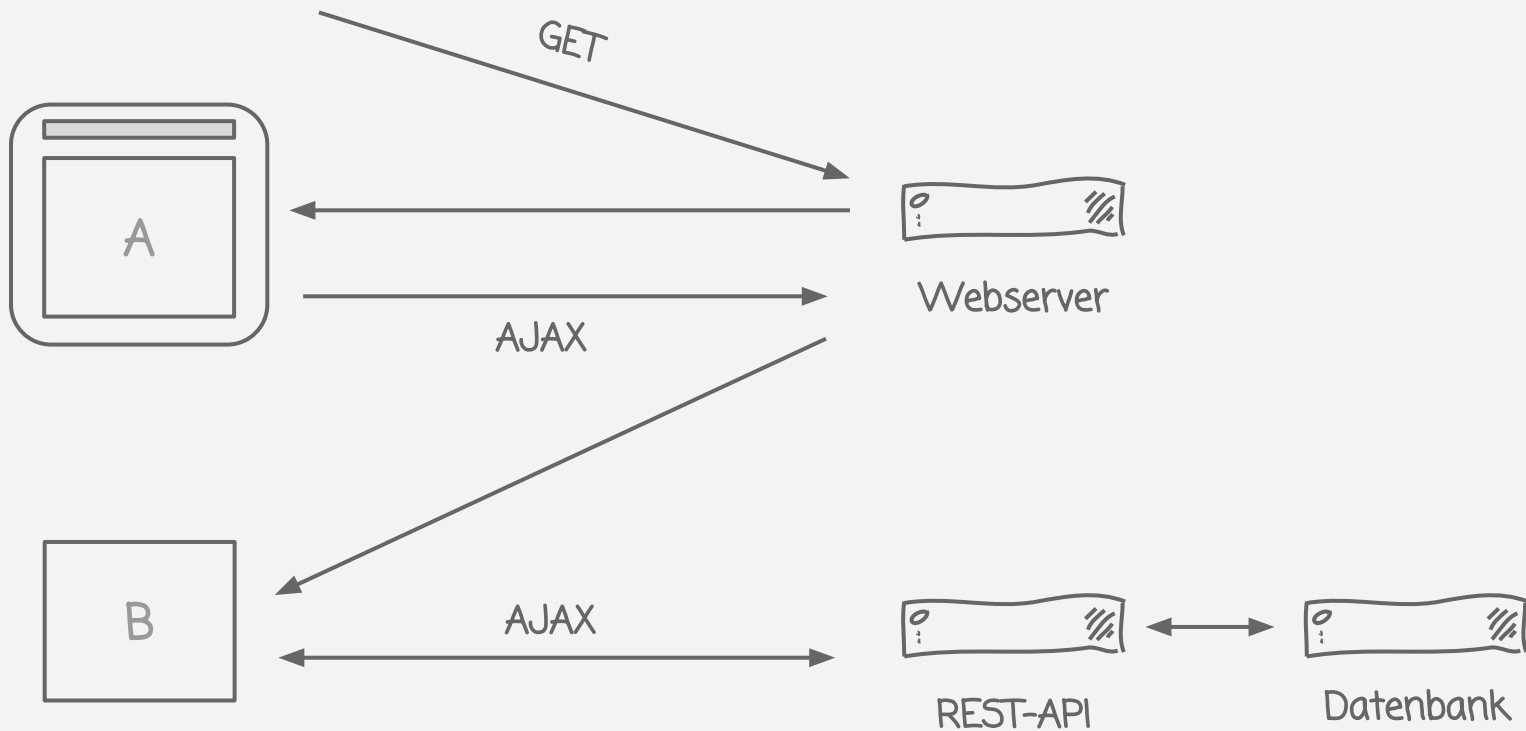 GET
A
Webserver
AJAX
B
AJAX
REST-API
Datenbank